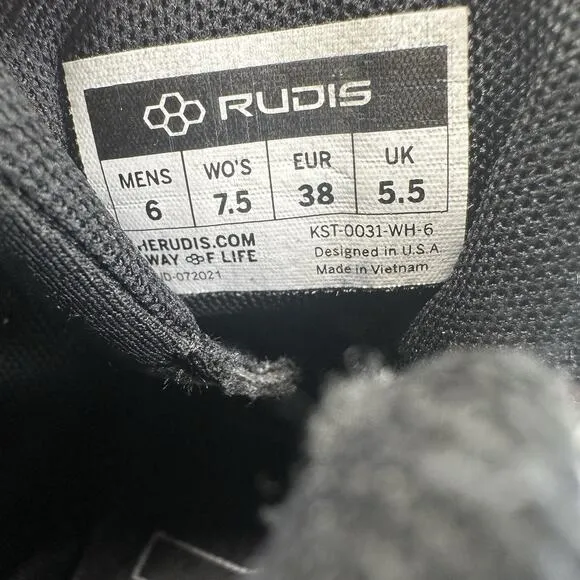 RUDIS
MENS WO'S EUR UK
6 7.5 38 5.5
HERUDIS.COM
WAY OF LIFE
D-072021
KST-0031-WH-6
Designed in U.S.A
Made in Vietnam